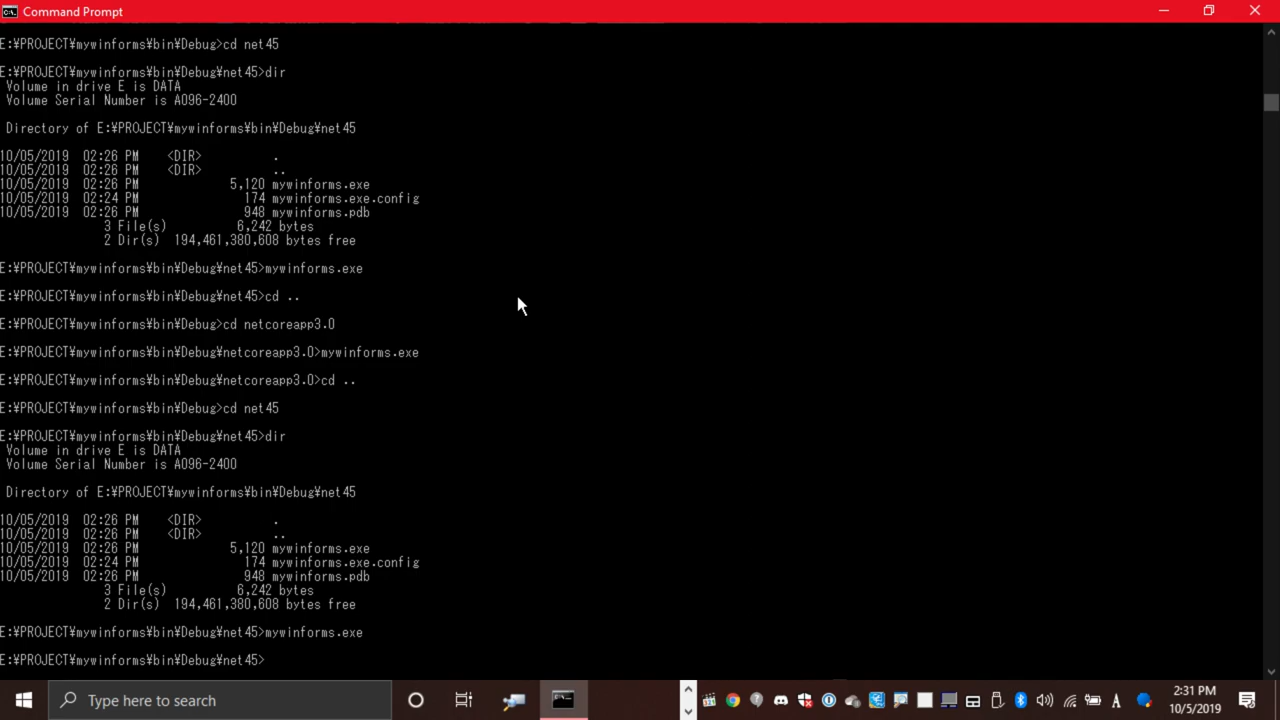 Command Prompt
E:¥PROJECT¥mywinforms¥bin¥Debug>cd net45
E:¥PROJECT¥mywinforms¥bin¥Debug¥net45>dir
Volume in drive E is DATA
Volume Serial Number is A096-2400
Directory of E:¥PROJECT¥mywinforms¥bin¥Debug¥net45
10/05/2019 02:26 PM <DIR> .
10/05/2019 02:26 PM <DIR> ..
10/05/2019 02:26 PM 5,120 mywinforms.exe
10/05/2019 02:24 PM 174 mywinforms.exe.config
10/05/2019 02:26 PM 948 mywinforms.pdb
3 File(s) 6,242 bytes
2 Dir(s) 194,461,380,608 bytes free
E:¥PROJECT¥mywinforms¥bin¥Debug¥net45>mywinforms.exe
E:¥PROJECT¥mywinforms¥bin¥Debug¥net45>cd ..
E:¥PROJECT¥mywinforms¥bin¥Debug>cd netcoreapp3.0
E:¥PROJECT¥mywinforms¥bin¥Debug¥netcoreapp3.0>mywinforms.exe
E:¥PROJECT¥mywinforms¥bin¥Debug¥netcoreapp3.0>cd ..
E:¥PROJECT¥mywinforms¥bin¥Debug>cd net45
E:¥PROJECT¥mywinforms¥bin¥Debug¥net45>dir
Volume in drive E is DATA
Volume Serial Number is A096-2400
Directory of E:¥PROJECT¥mywinforms¥bin¥Debug¥net45
10/05/2019 02:26 PM <DIR> .
10/05/2019 02:26 PM <DIR> ..
10/05/2019 02:26 PM 5,120 mywinforms.exe
10/05/2019 02:24 PM 174 mywinforms.exe.config
10/05/2019 02:26 PM 948 mywinforms.pdb
3 File(s) 6,242 bytes
2 Dir(s) 194,461,380,608 bytes free
E:¥PROJECT¥mywinforms¥bin¥Debug¥net45>mywinforms.exe
E:¥PROJECT¥mywinforms¥bin¥Debug¥net45>
Type here to search
A
2:31 PM
10/5/2019